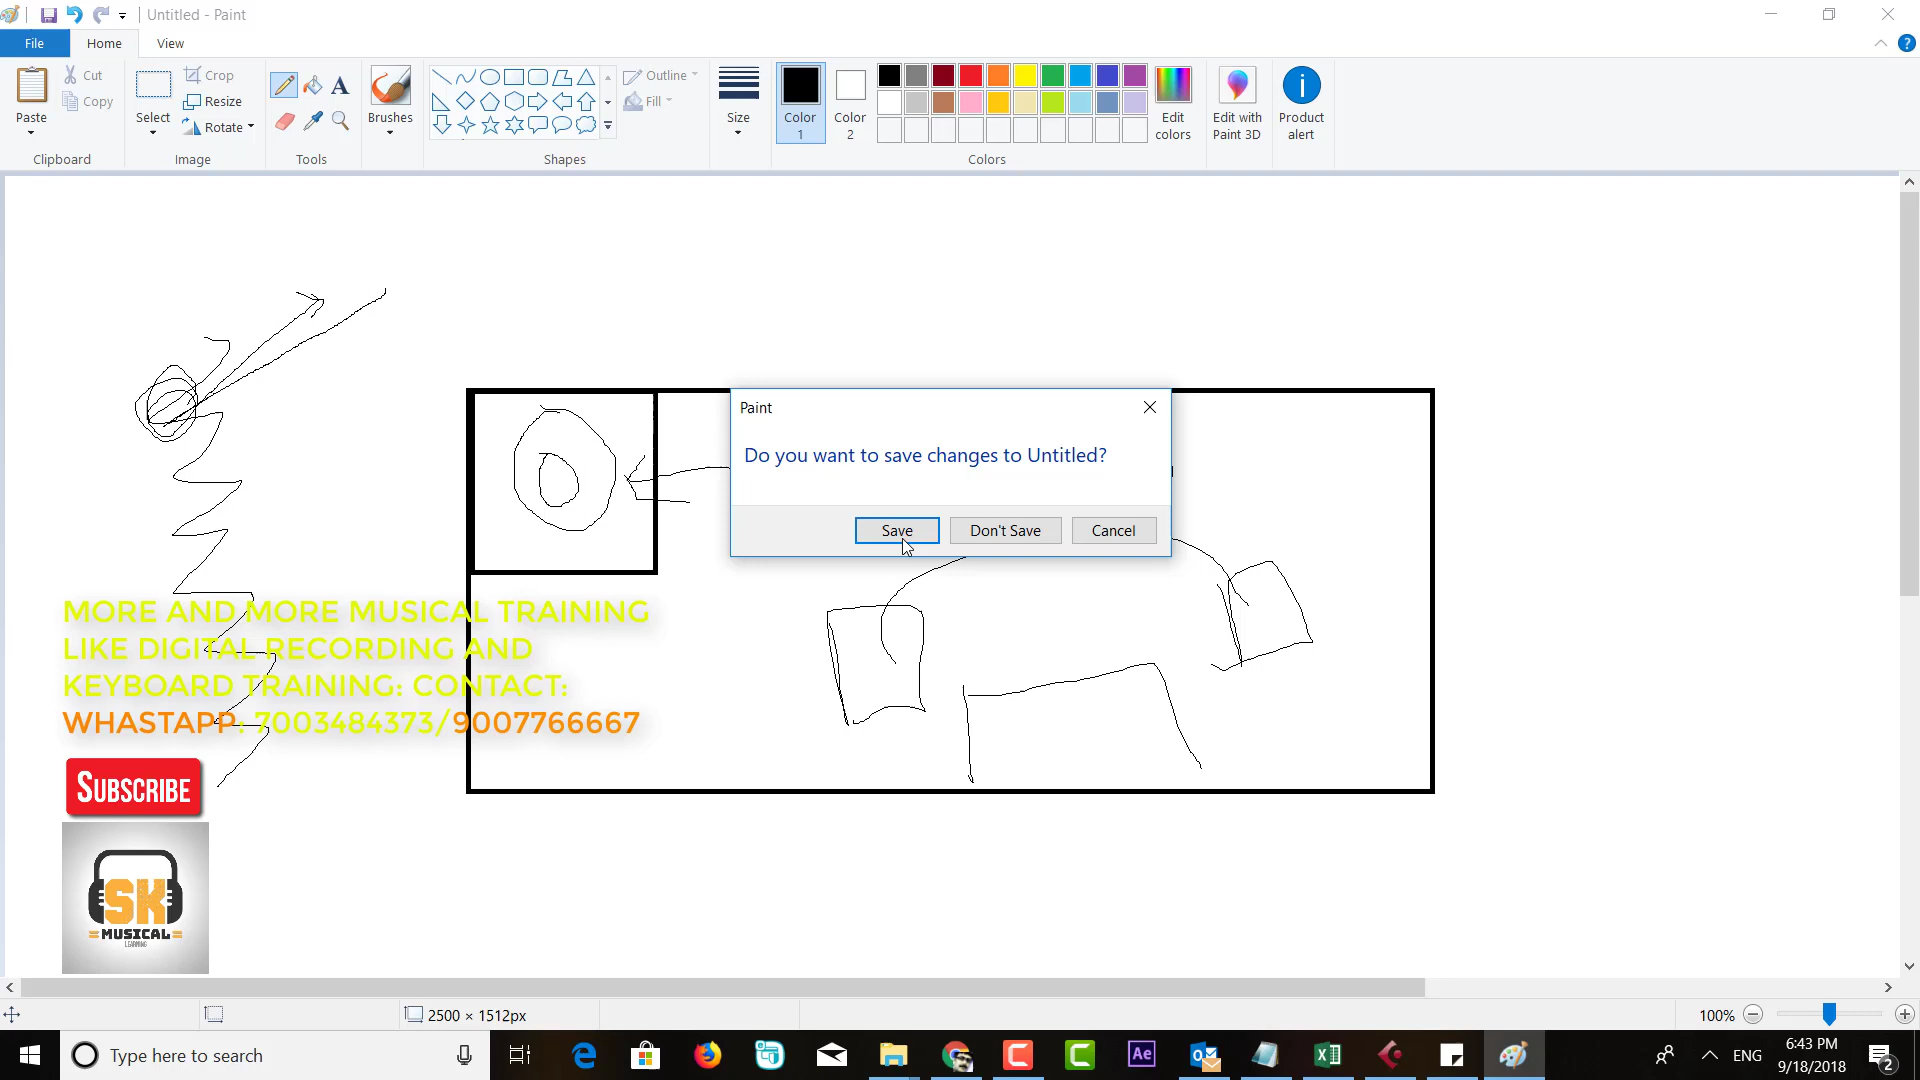 Untitled - Paint
File
Home
View
Paste
Cut
Copy
Clipboard
Select
Crop
Resize
Rotate
Image
A
Tools
Brushes
Outline
Fill
Shapes
Size
Color
1
Color
2
Edit
colors
Colors
Edit with
Paint 3D
Product
alert
Paint
Do you want to save changes to Untitled?
Save
Don't Save
Cancel
MORE AND MORE MUSICAL TRAINING
LIKE DIGITAL RECORDING AND
KEYBOARD TRAINING: CONTACT:
WHASTAPP: 7003484373/9007766667
SUBSCRIBE
SK
MUSICAL
LEARNING
2500 × 1512px
100%
Type here to search
Ae
ENG
6:43 PM
9/18/2018
2